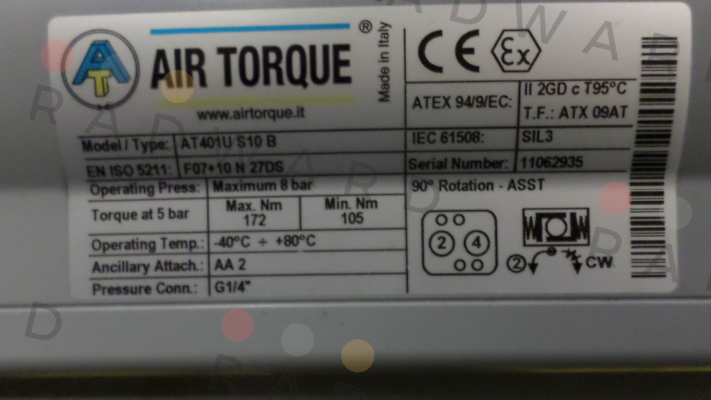 AIR TORQUE ®
Made in Italy
www.airtorque.it
Model / Type: AT401U S10 B
EN ISO 5211: F07+10 N 27DS
Operating Press: Maximum 8 bar
Torque at 5 bar
Max. Nm 172
Min. Nm 105
Operating Temp.: -40°C ÷ +80°C
Ancillary Attach.: AA 2
Pressure Conn.: G1/4"
CE Ex
ATEX 94/9/EC: II 2GD c T95°C
T.F.: ATX 09AT
IEC 61508: SIL3
Serial Number: 11062935
90° Rotation - ASST
2 4
2 CW
RADWARD
RADWARD
RADWARD